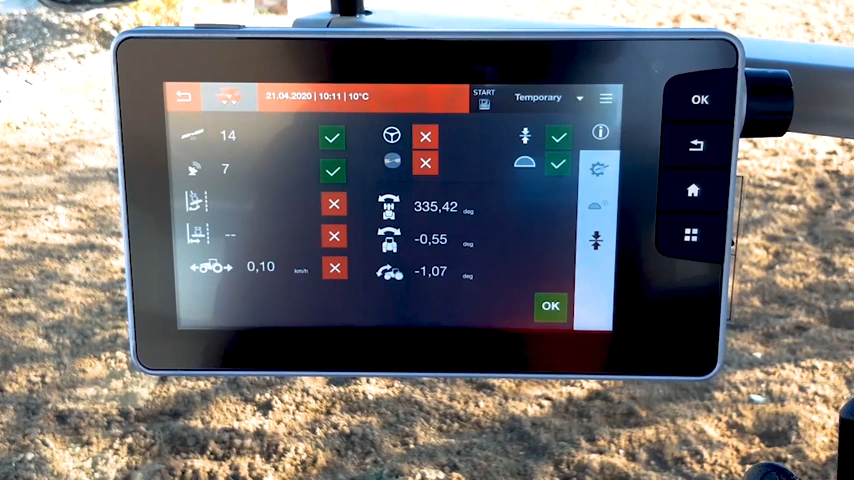 21.04.2020 | 10:11 | 10°C
START
Temporary
OK
14
7
335,42 deg
--
-0,55 deg
0,10 km/h
-1,07 deg
OK